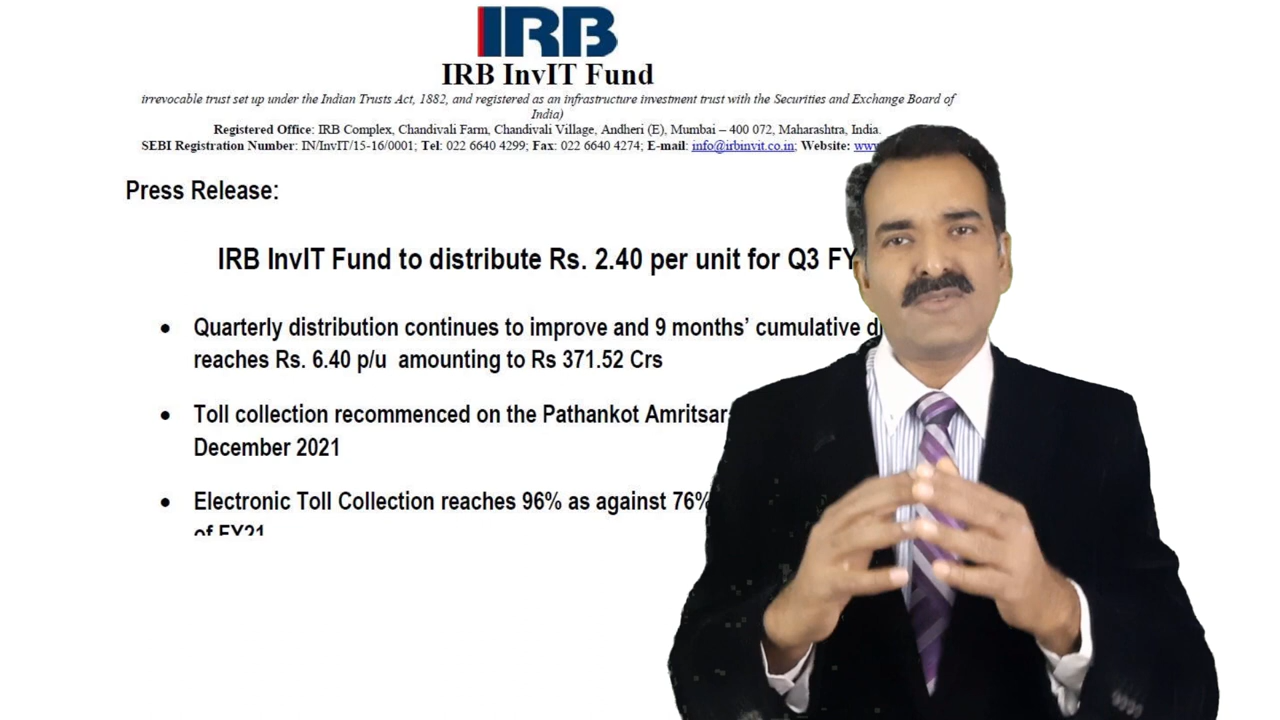 IRB
IRB InvIT Fund
irrevocable trust set up under the Indian Trusts Act, 1882, and registered as an infrastructure investment trust with the Securities and Exchange Board of
India)
Registered Office: IRB Complex, Chandivali Farm, Chandivali Village, Andheri (E), Mumbai – 400 072, Maharashtra, India.
SEBI Registration Number: IN/InvIT/15-16/0001; Tel: 022 6640 4299; Fax: 022 6640 4274; E-mail: info@irbinvit.co.in; Website:
Press Release:
IRB InvIT Fund to distribute Rs. 2.40 per unit for Q3 FY
• Quarterly distribution continues to improve and 9 months’ cumulative
reaches Rs. 6.40 p/u amounting to Rs 371.52 Crs
• Toll collection recommenced on the Pathankot Amritsar
December 2021
• Electronic Toll Collection reaches 96% as against 76%
of FY21